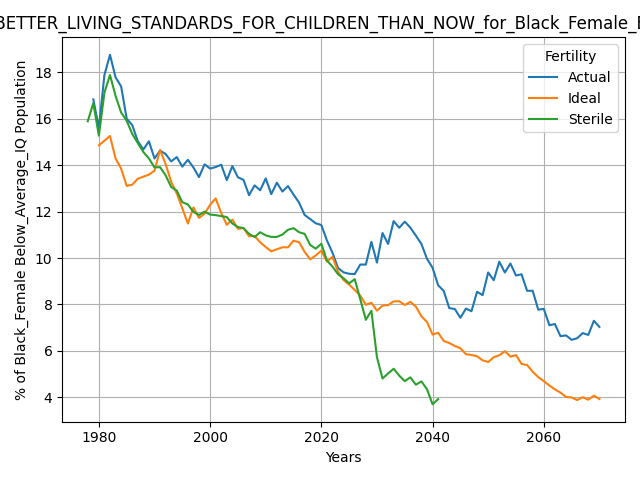 BETTER_LIVING_STANDARDS_FOR_CHILDREN_THAN_NOW_for_Black_Female_B
% of Black_Female Below_Average_IQ Population
18
16
14
12
10
8
6
4
Fertility
Actual
Ideal
Sterile
1980
2000
2020
2040
2060
Years